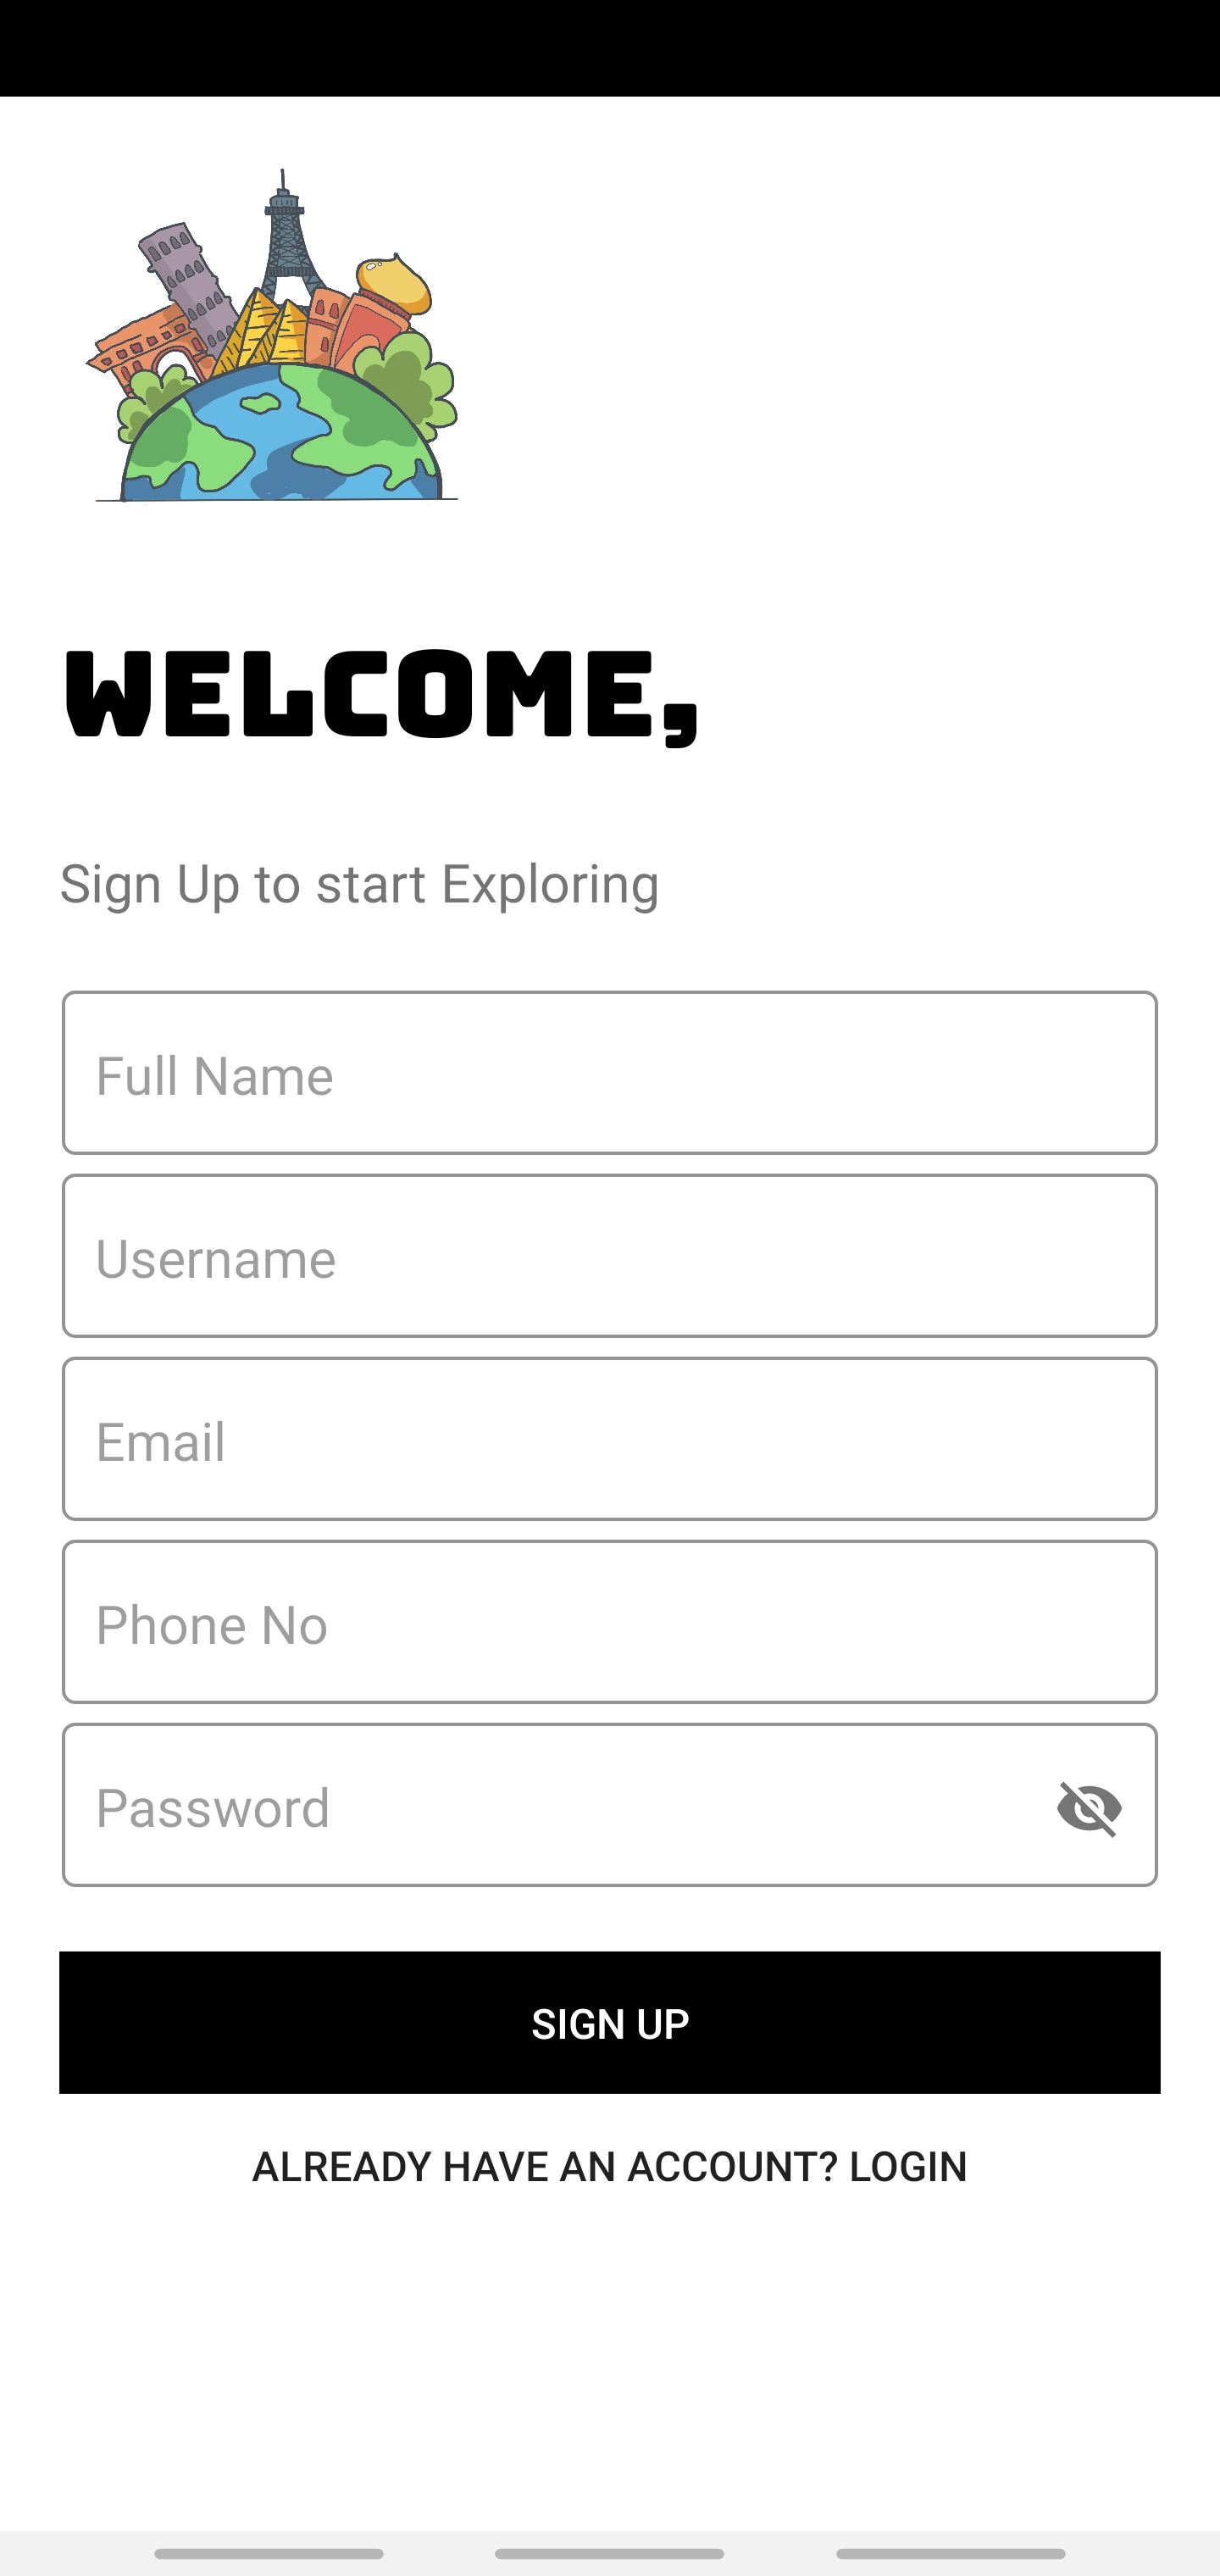 WELCOME,
Sign Up to start Exploring
Full Name
Username
Email
Phone No
Password
SIGN UP
ALREADY HAVE AN ACCOUNT? LOGIN